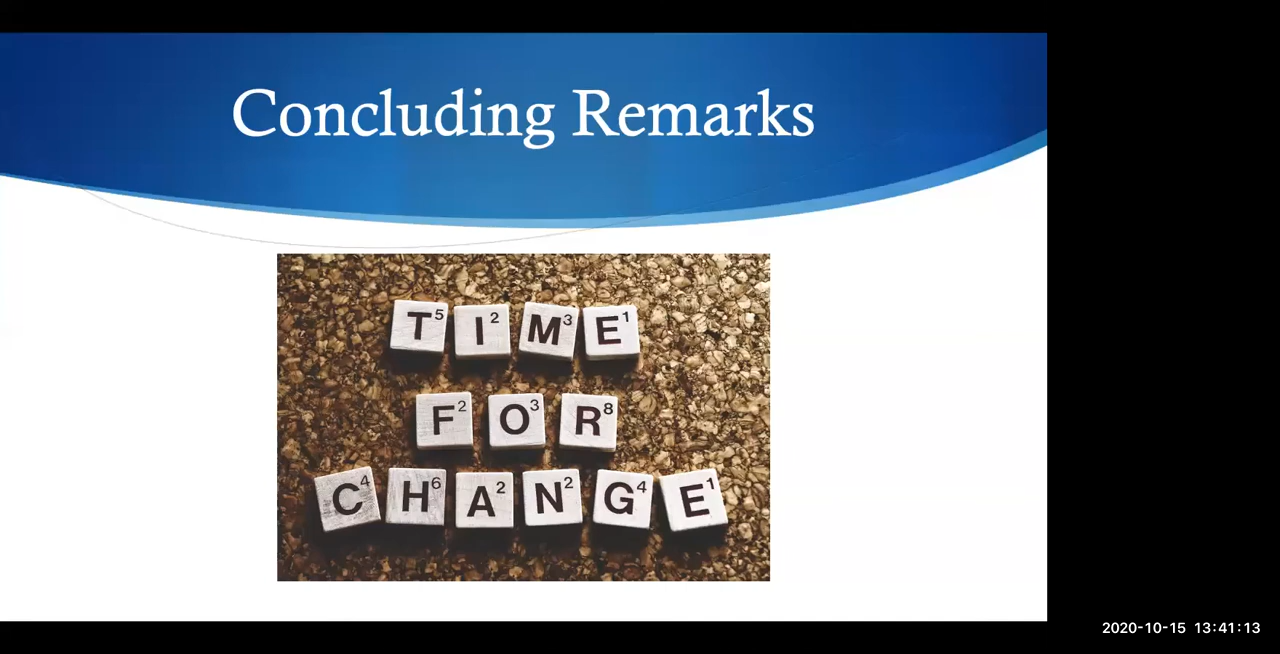 Concluding Remarks
T5 I2 M3 E1
F2 O3 R8
C4 H6 A2 N2 G4 E1
2020-10-15 13:41:13